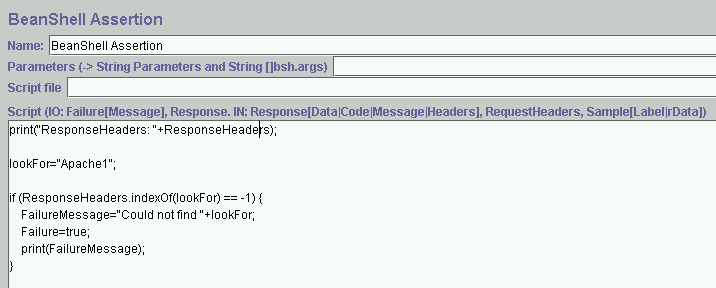 BeanShell Assertion
Name: BeanShell Assertion
Parameters (-> String Parameters and String []bsh.args)
Script file
Script (IO: Failure[Message], Response. IN: Response[Data|Code|Message|Headers], RequestHeaders, Sample[Label|rData])
print("ResponseHeaders: "+ResponseHeaders);
lookFor="Apache1";
if (ResponseHeaders.indexOf(lookFor) == -1) {
FailureMessage="Could not find "+lookFor;
Failure=true;
print(FailureMessage);
}